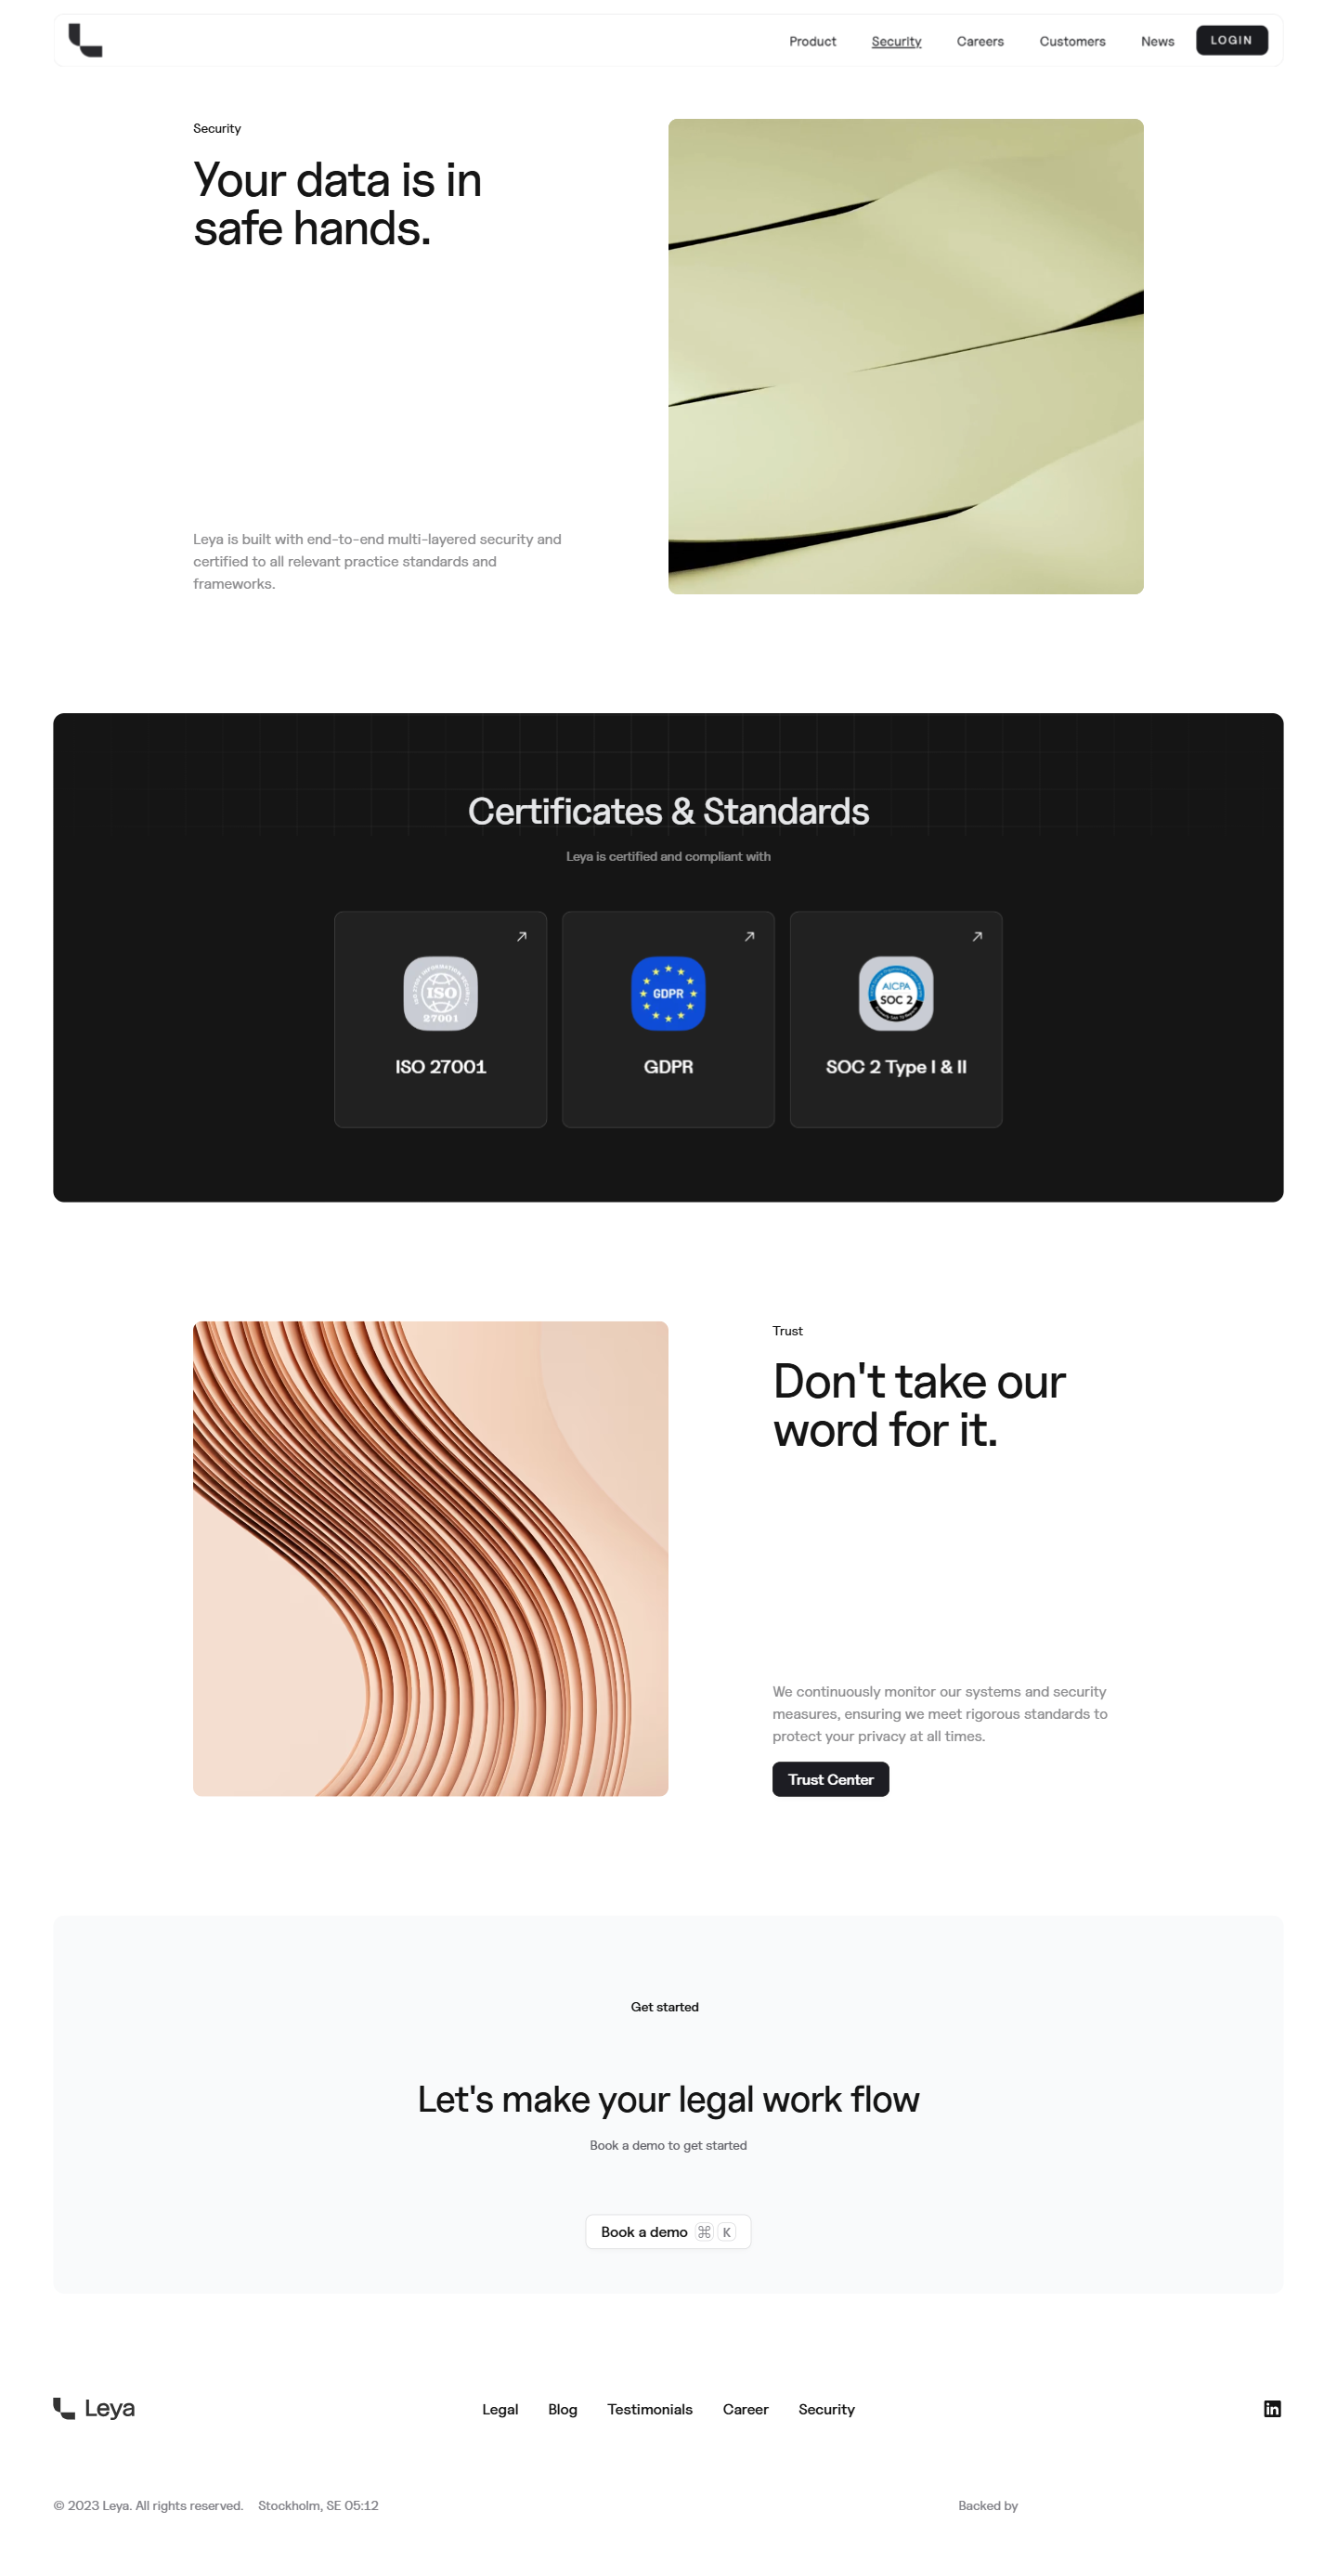 Product Security Careers Customers News LOGIN
Security
Your data is in
safe hands.
Leya is built with end-to-end multi-layered security and
certified to all relevant practice standards and
frameworks.
Certificates & Standards
Leya is certified and compliant with
ISO
27001
GDPR
AICPA
SOC 2
ISO 27001
GDPR
SOC 2 Type I & II
Trust
Don't take our
word for it.
We continuously monitor our systems and security
measures, ensuring we meet rigorous standards to
protect your privacy at all times.
Trust Center
Get started
Let's make your legal work flow
Book a demo to get started
Book a demo ⌘ K
Leya
Legal Blog Testimonials Career Security
© 2023 Leya. All rights reserved. Stockholm, SE 05:12
Backed by